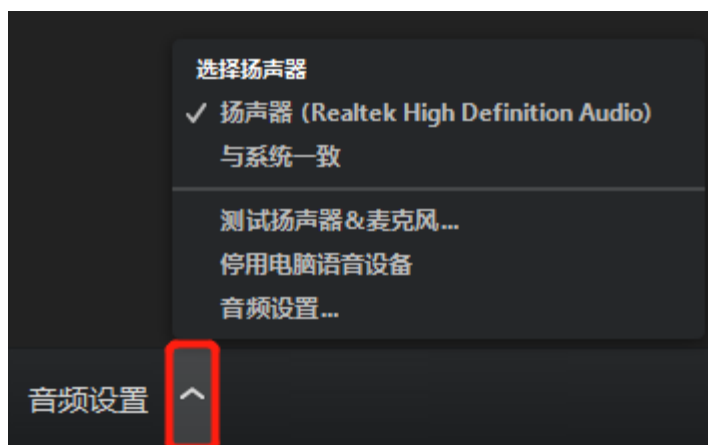 选择扬声器
扬声器 (Realtek High Definition Audio)
与系统一致
测试扬声器&麦克风...
停用电脑语音设备
音频设置...
音频设置